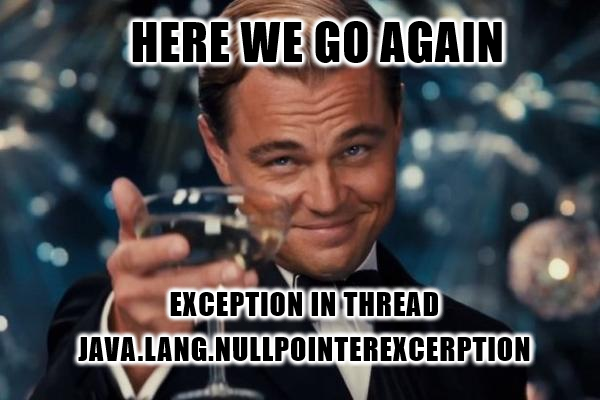 HERE WE GO AGAIN
EXCEPTION IN THREAD
JAVA.LANG.NULLPOINTEREXCERPTION